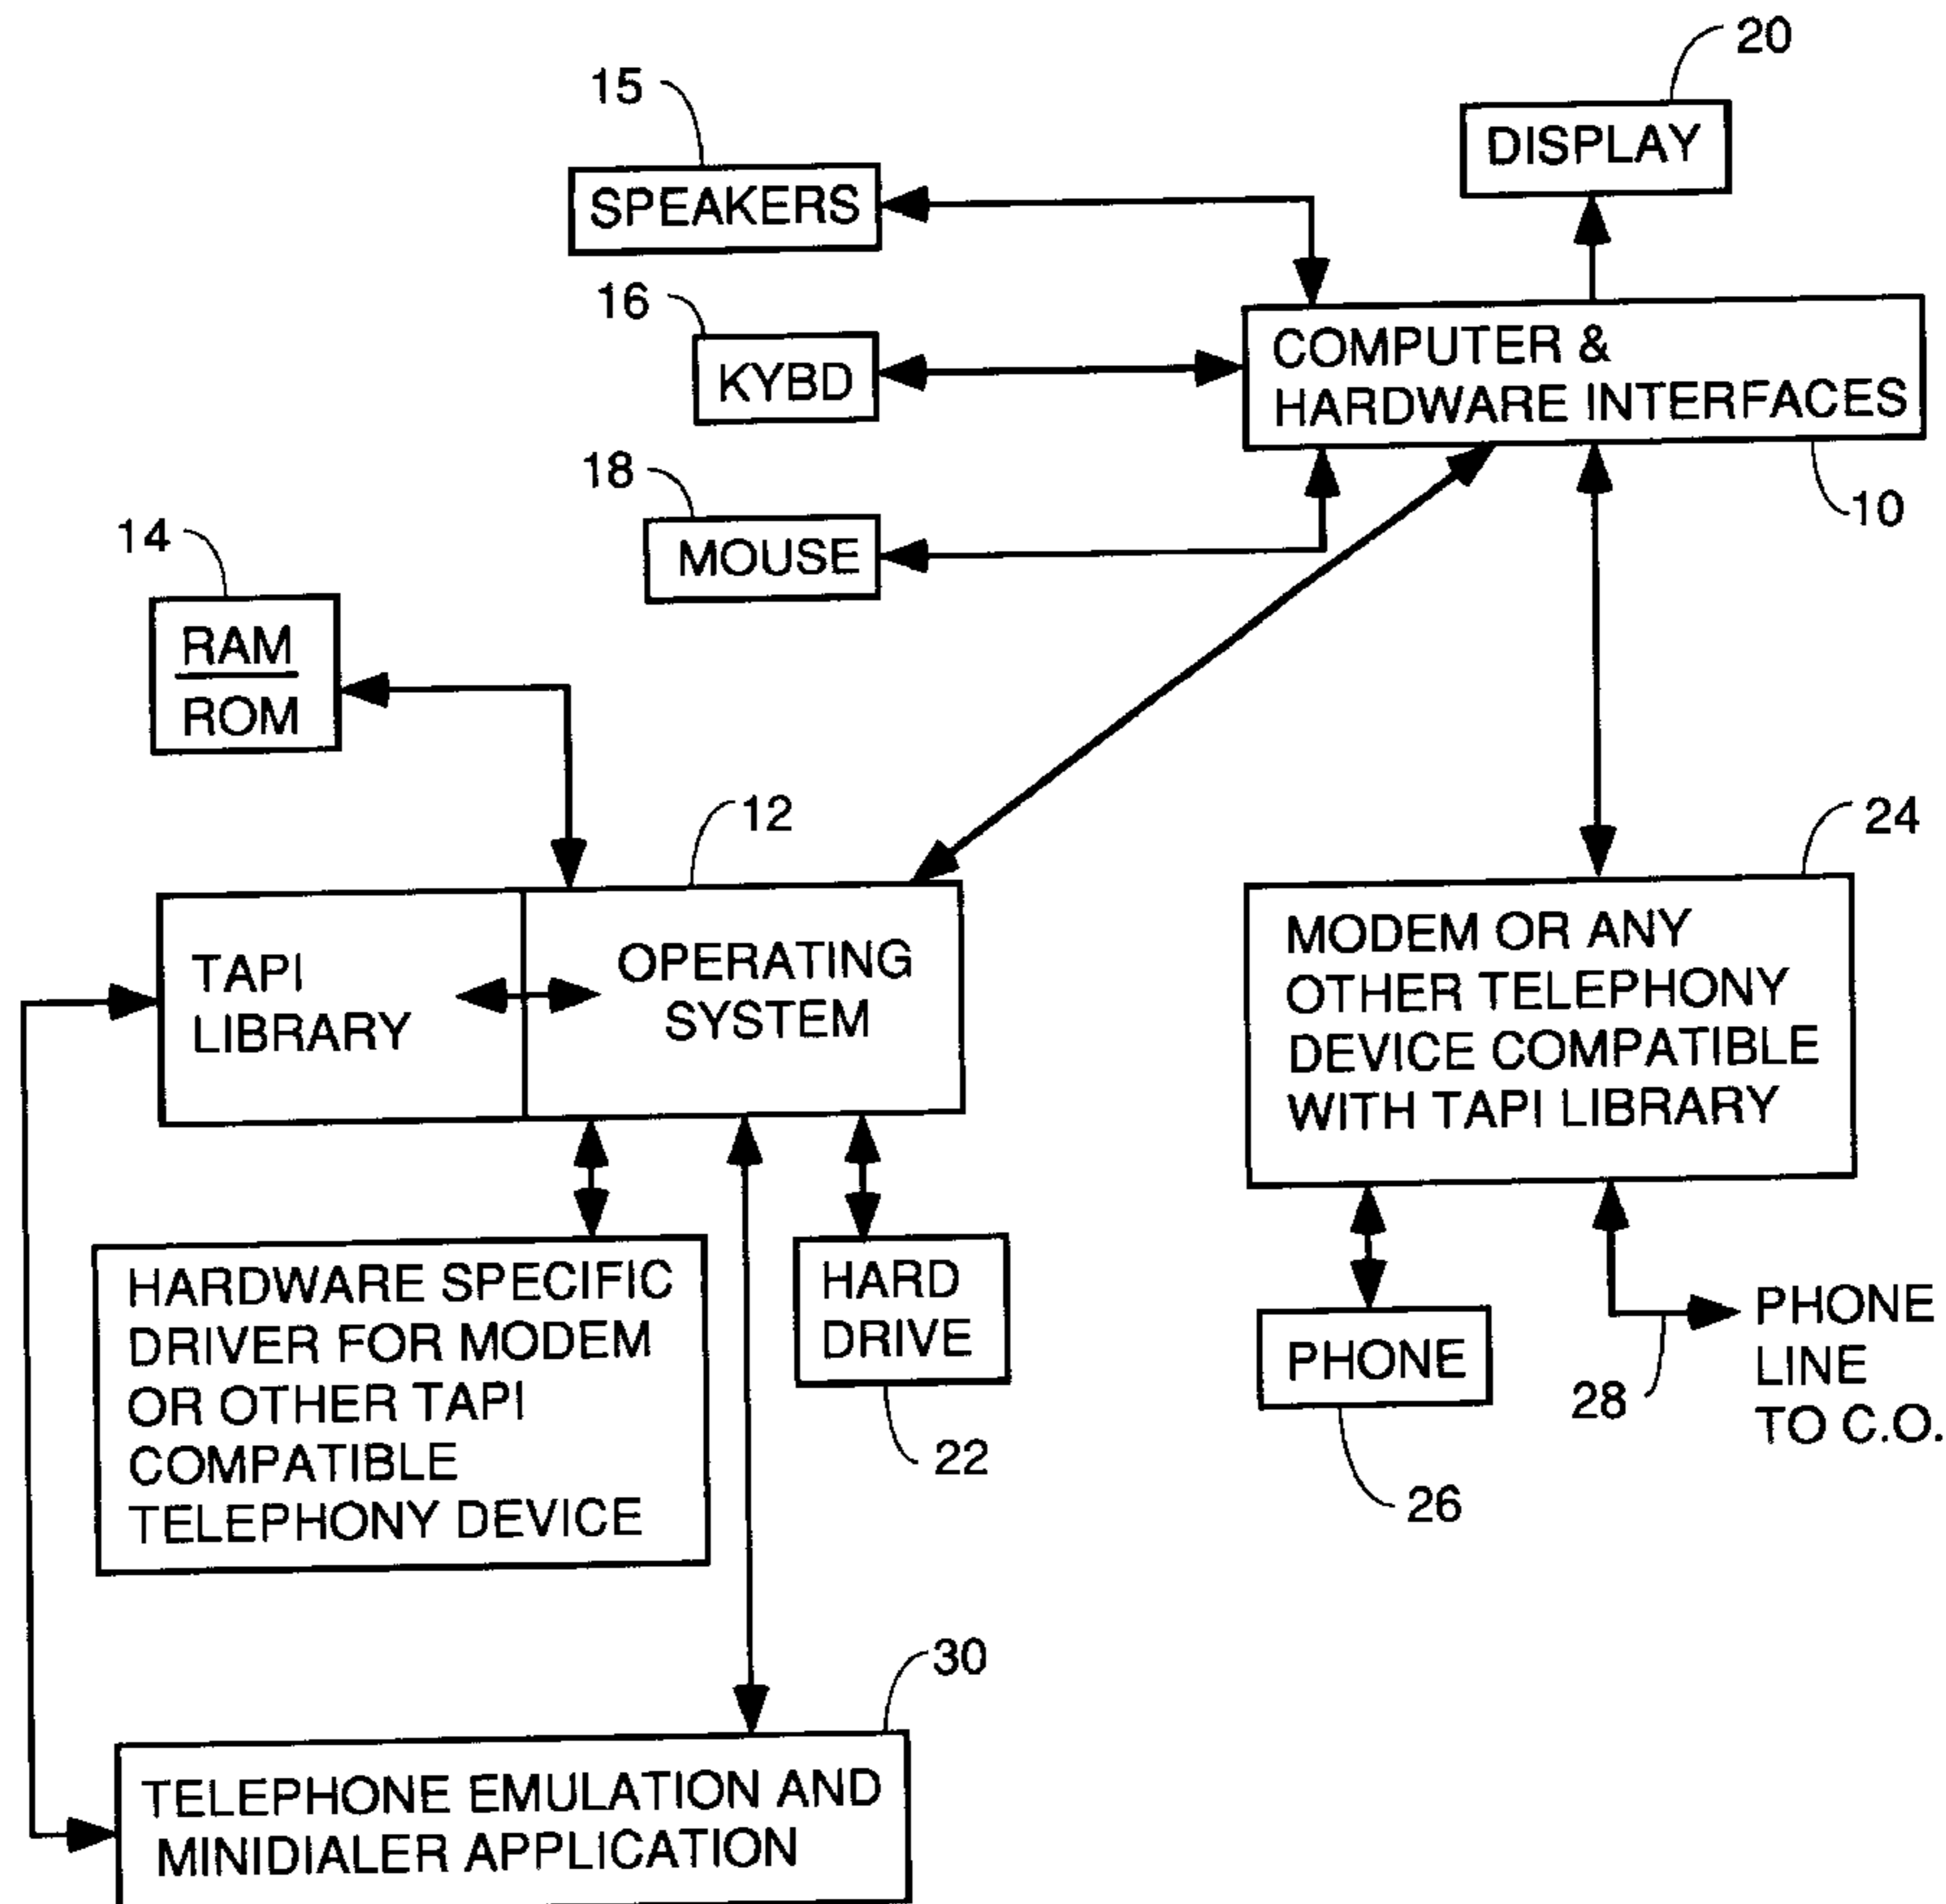 20
15
DISPLAY
SPEAKERS
16
COMPUTER &
HARDWARE INTERFACES
KYBD
18
10
14
MOUSE
RAM
ROM
12
24
TAPI
LIBRARY
OPERATING
SYSTEM
MODEM OR ANY
OTHER TELEPHONY
DEVICE COMPATIBLE
WITH TAPI LIBRARY
HARDWARE SPECIFIC
DRIVER FOR MODEM
OR OTHER TAPI
COMPATIBLE
TELEPHONY DEVICE
HARD
DRIVE
22
PHONE
26
28
PHONE
LINE
TO C.O.
30
TELEPHONE EMULATION AND
MINIDIALER APPLICATION